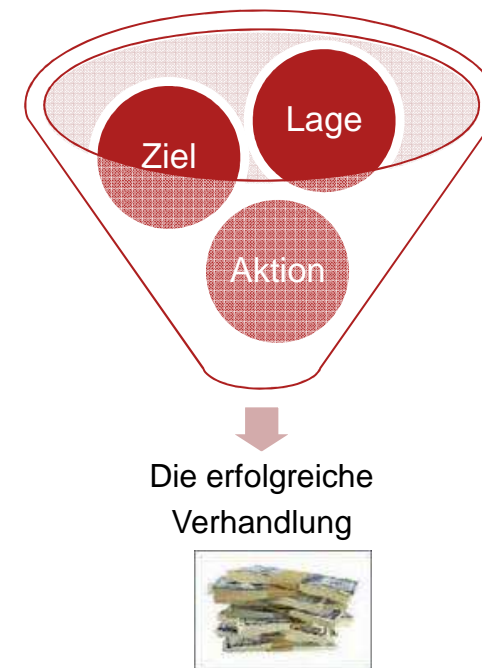 Lage
Ziel
Aktion
Die erfolgreiche
Verhandlung